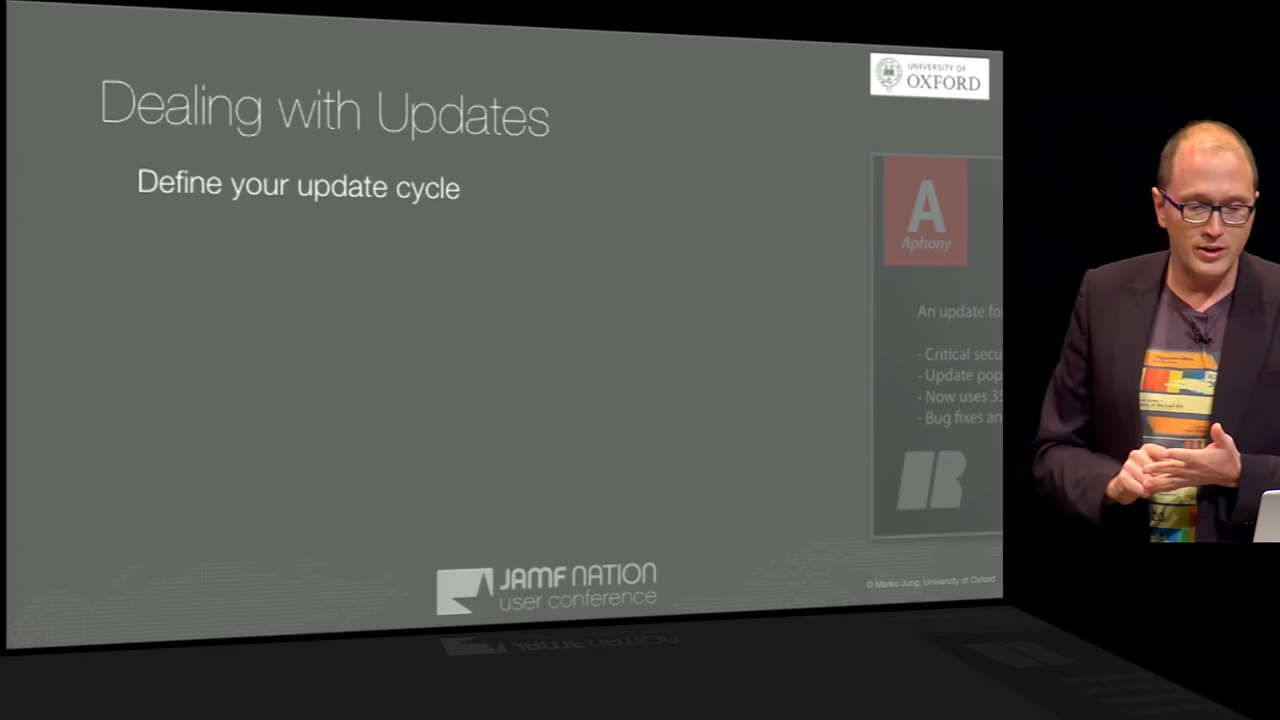 Dealing with Updates
UNIVERSITY OF
OXFORD
Define your update cycle
A
Aphony
An update fo
- Critical secu
- Update pop
- Now uses 35
- Bug fixes an
JAMF NATION
user conference
© Marko Jung, University of Oxford